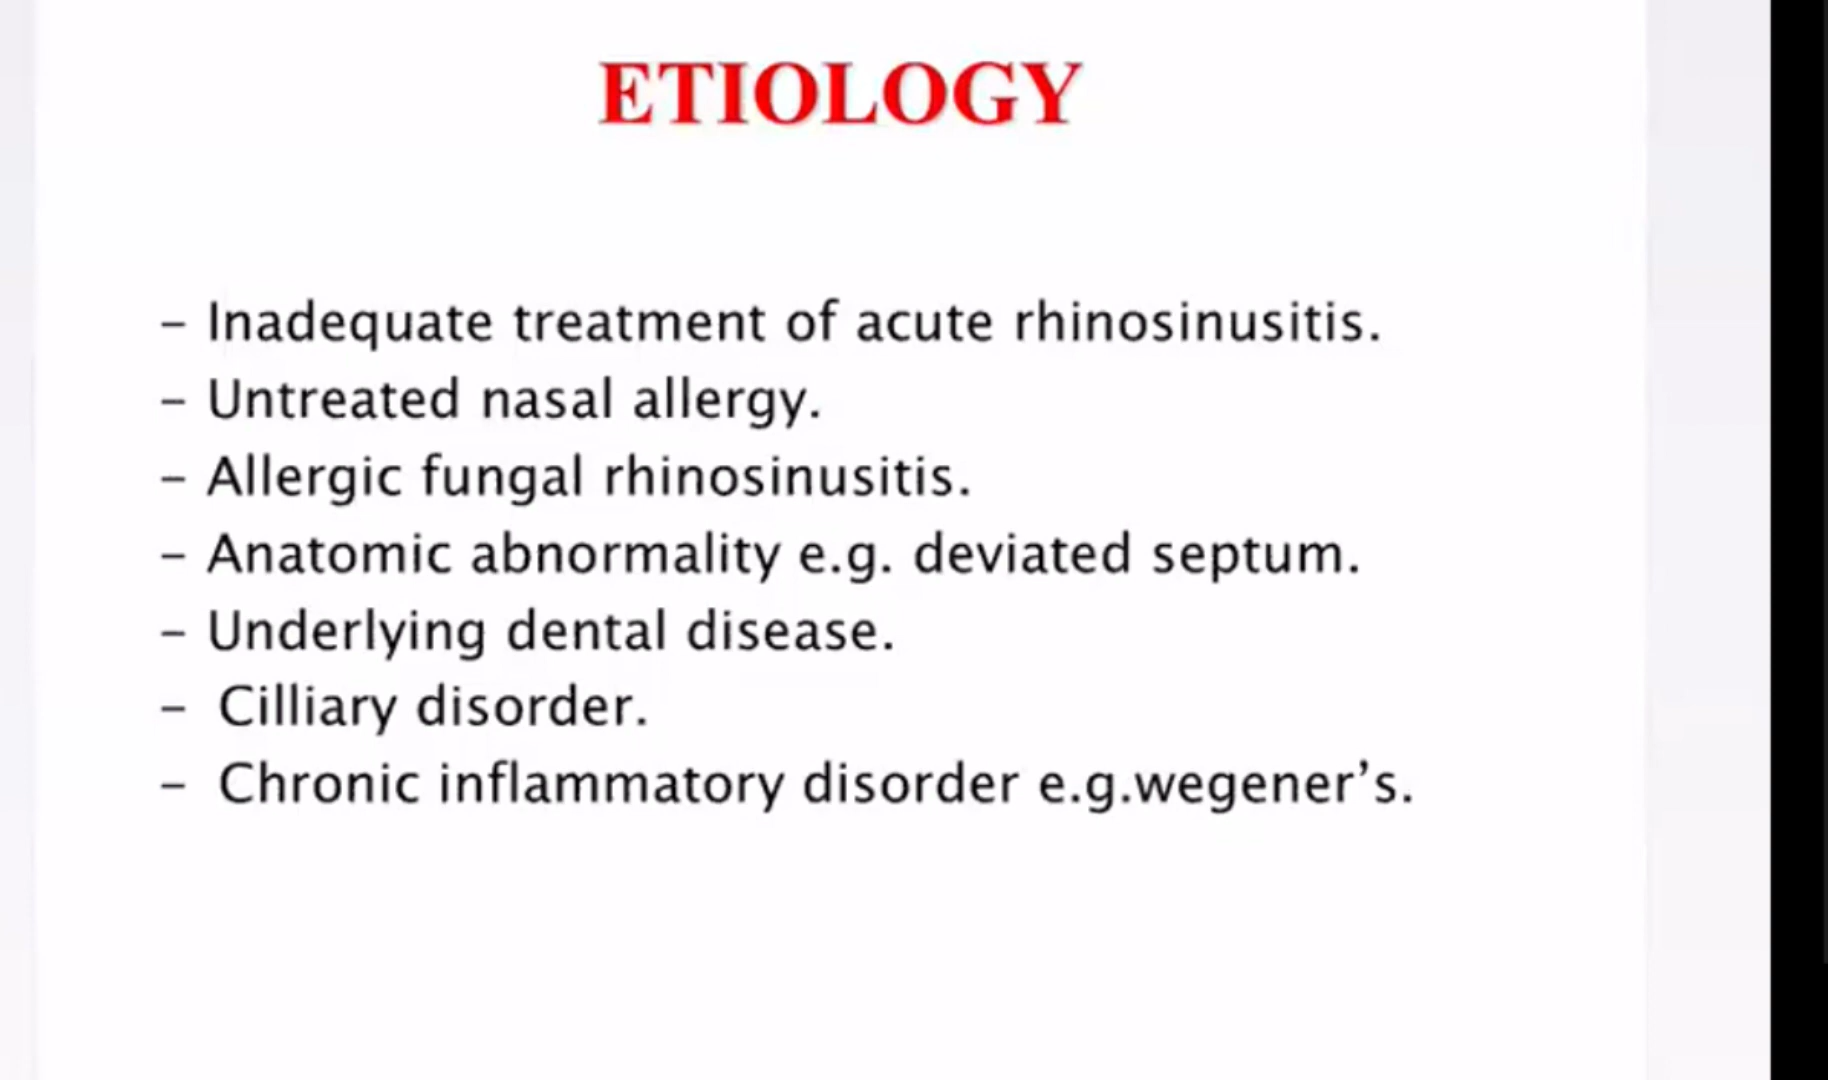 ETIOLOGY
– Inadequate treatment of acute rhinosinusitis.
– Untreated nasal allergy.
– Allergic fungal rhinosinusitis.
– Anatomic abnormality e.g. deviated septum.
– Underlying dental disease.
– Cilliary disorder.
– Chronic inflammatory disorder e.g.wegener’s.